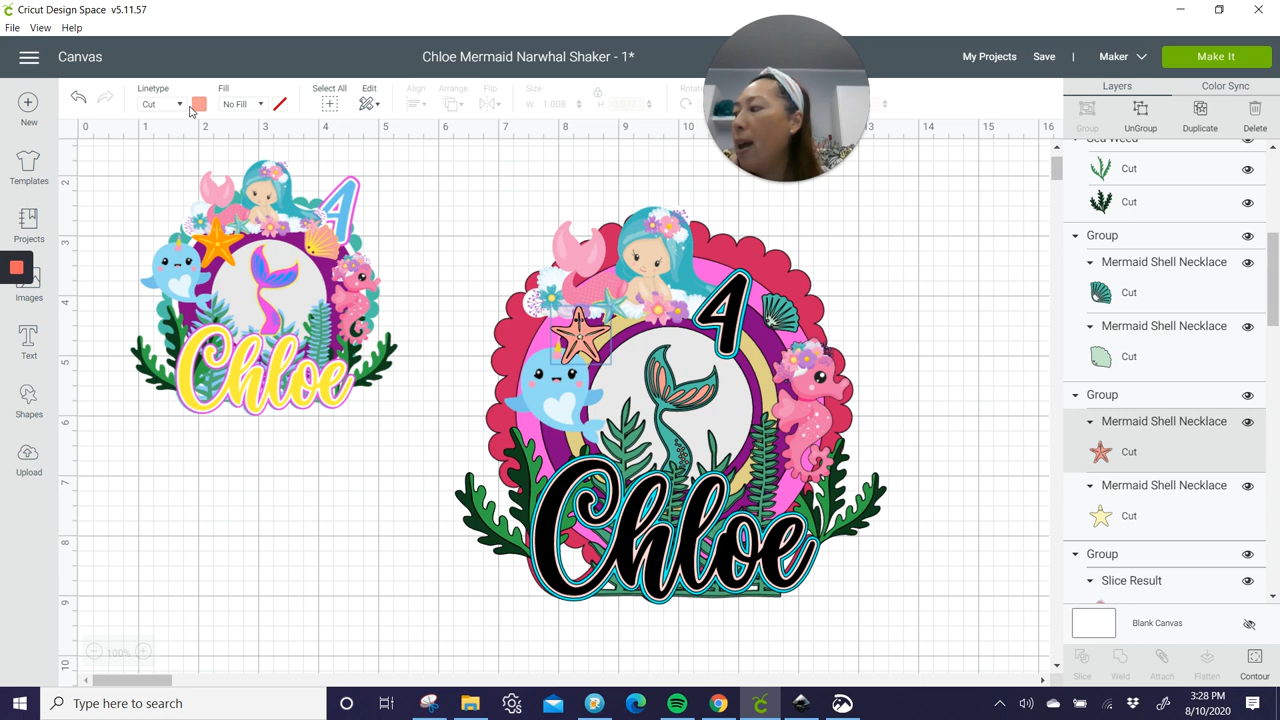 Cricut Design Space v5.11.57
File View Help
Canvas
Chloe Mermaid Narwhal Shaker - 1*
My Projects Save | Maker Make It
Linetype
Cut
Fill
No Fill
Select All
Edit
Align
Arrange
Flip
Size
W 1.008
H
Rotate
Layers Color Sync
Group UnGroup Duplicate Delete
0 1 2 3 4 5 6 7 8 9 10 13 14 15 16
2
3
4
5
6
7
8
9
10
New
Templates
Projects
Images
Text
Shapes
Upload
4
Chloe
4
Chloe
Sea Weed
Cut
Cut
Group
Mermaid Shell Necklace
Cut
Mermaid Shell Necklace
Cut
Group
Mermaid Shell Necklace
Cut
Mermaid Shell Necklace
Cut
Group
Slice Result
Blank Canvas
Slice Weld Attach Flatten Contour
100%
Type here to search
3:28 PM
8/10/2020